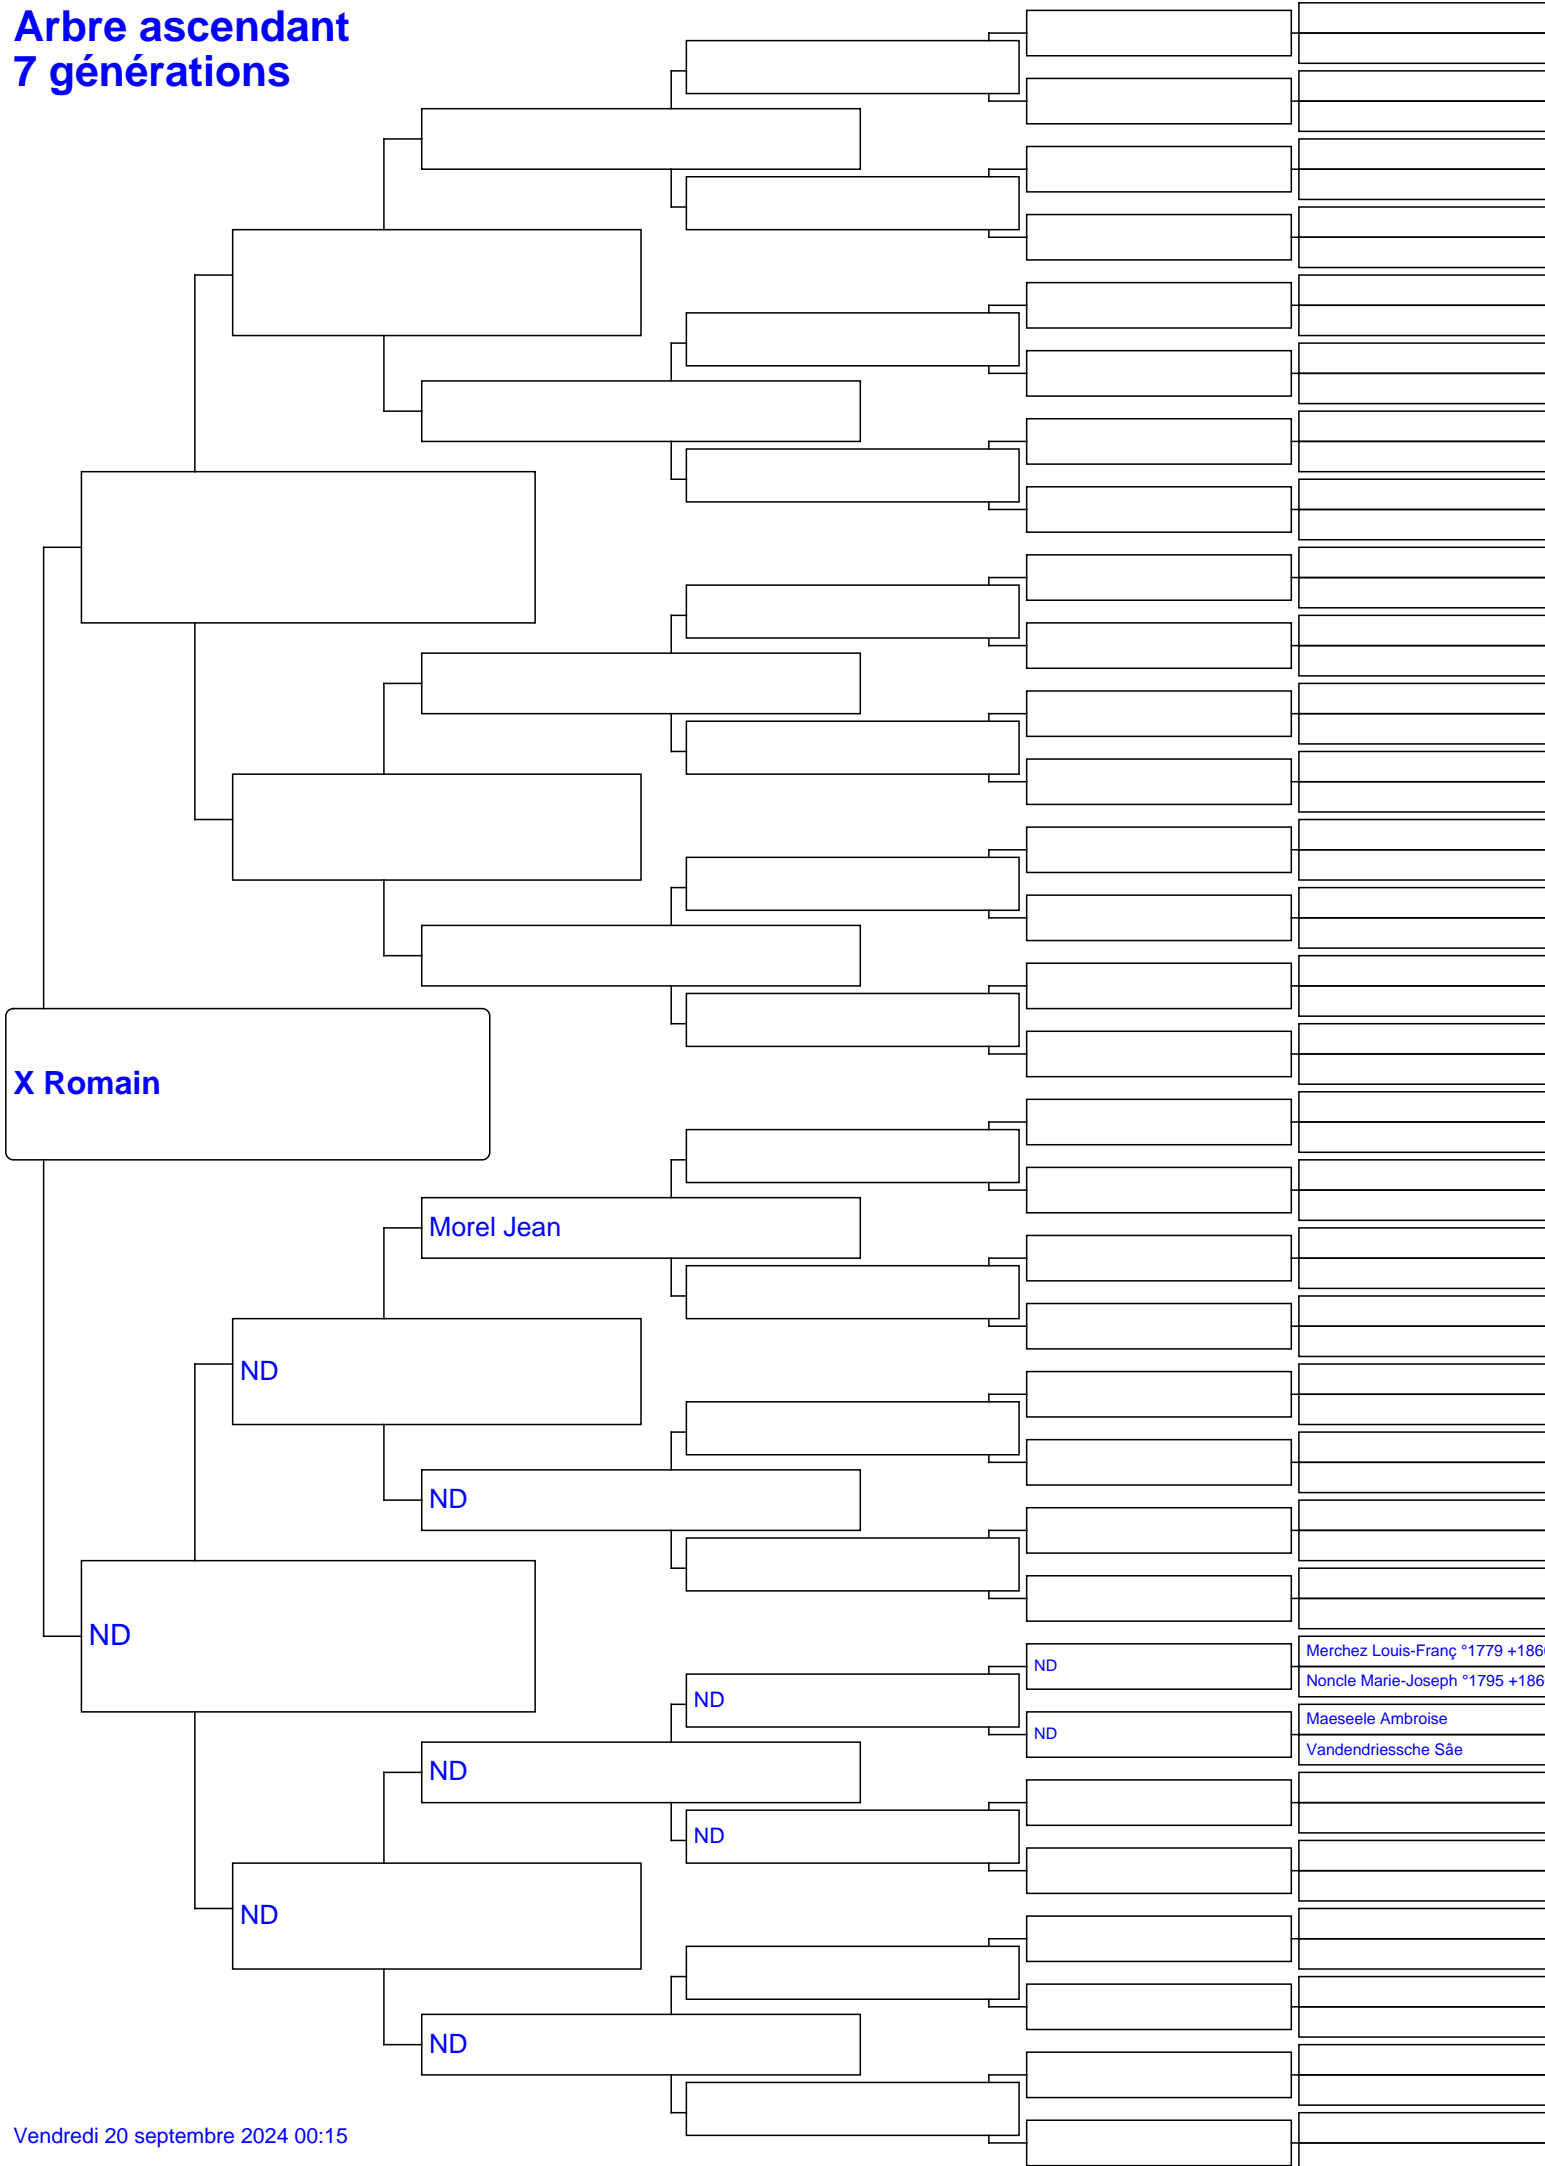 Arbre ascendant
7 générations
X Romain
Morel Jean
ND
ND
ND
Merchez Louis-Franç °1779 +186
ND
Noncle Marie-Joseph °1795 +186
ND
Maeseele Ambroise
ND
Vandendriessche Sâe
ND
ND
ND
ND
Vendredi 20 septembre 2024 00:15